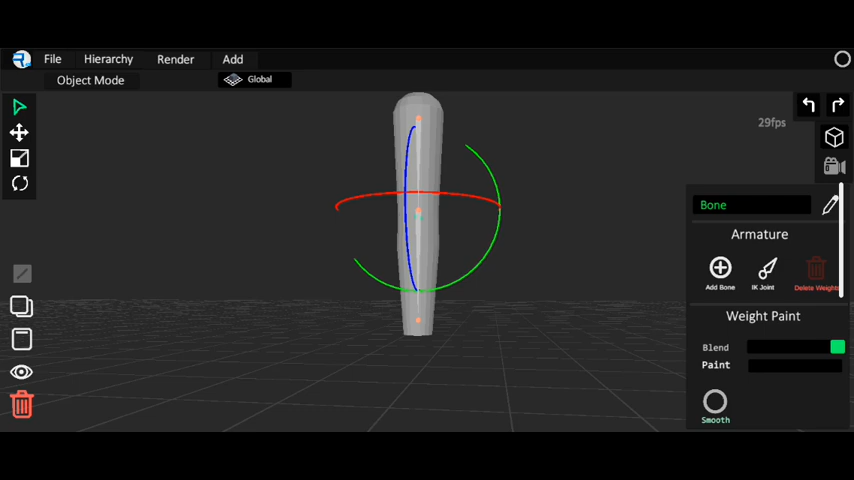 File Hierarchy Render Add
Object Mode Global
29fps
Bone
Armature
Add Bone IK Joint Delete Weights
Weight Paint
Blend
Paint
Smooth